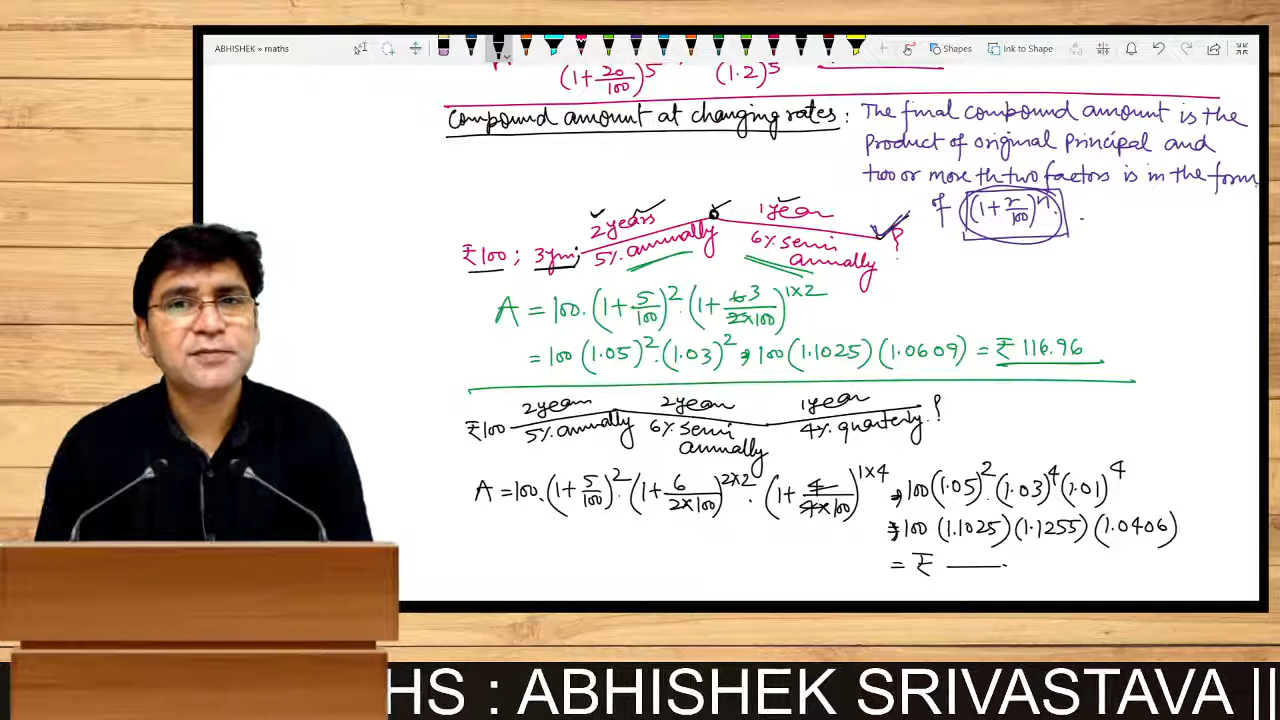 ABHISHEK » maths
Shapes
Ink to Shape
(1+20/100)^5
(1.2)^5
Compound amount at changing rates : The final compound amount is the
product of original principal and
two or more th two factors is in the form
of (1+r/100)^n.
2 years 1 year
₹100 ; 5% annually 6% semi annually ?
A = 100.(1+5/100)^2.(1+63/2×100)^1×2
= 100 (1.05)^2.(1.03)^2 = 100 (1.1025) (1.0609) = ₹ 116.96
2 year 2 year 1 year
₹100 5% annually 6% semi annually 4% quarterly ?
A = 100.(1+5/100)^2.(1+6/2×100)^2×2.(1+4/4×100)^1×4 = 100 (1.05)^2.(1.03)^4 (1.01)^4
= 100 (1.1025) (1.1255) (1.0406)
= ₹ ____
HS : ABHISHEK SRIVASTAVA ||